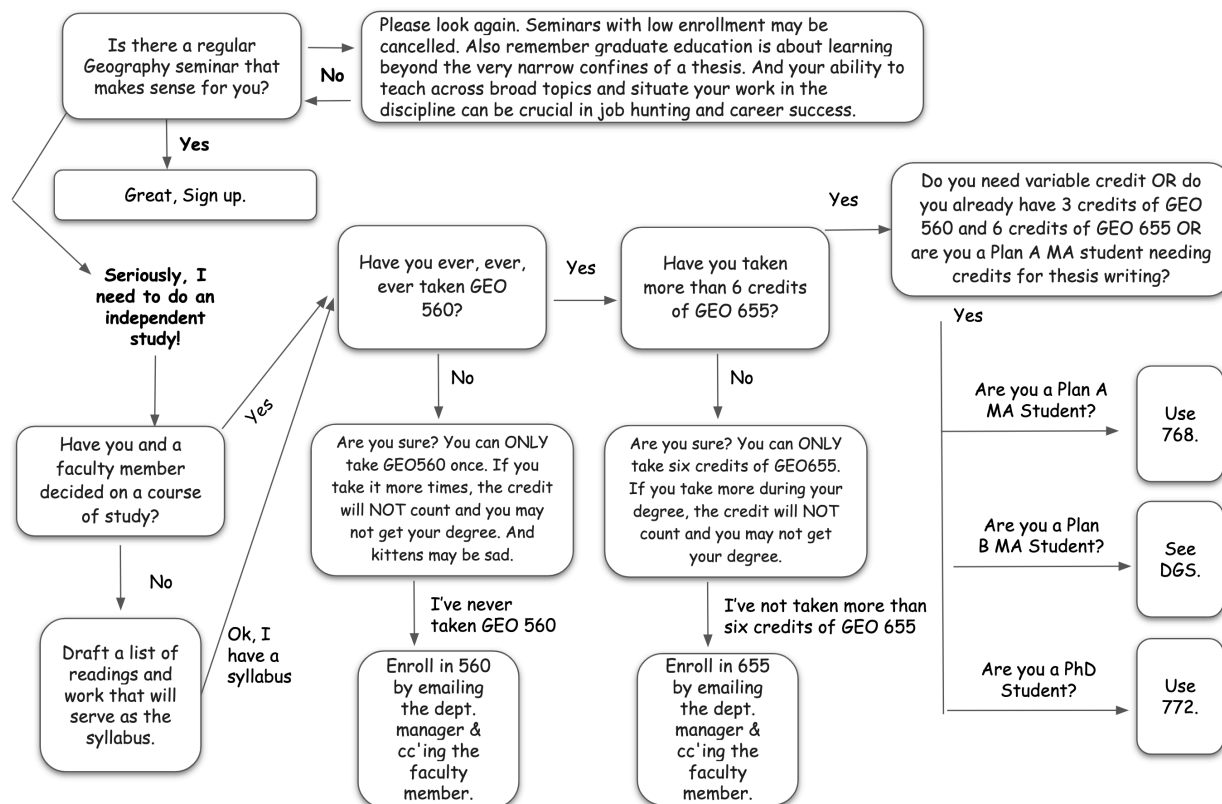 Is there a regular
Geography seminar that
makes sense for you?
No
Please look again. Seminars with low enrollment may be
cancelled. Also remember graduate education is about learning
beyond the very narrow confines of a thesis. And your ability to
teach across broad topics and situate your work in the
discipline can be crucial in job hunting and career success.
Yes
Great, Sign up.
Seriously, I
need to do an
independent
study!
Have you and a
faculty member
decided on a course
of study?
Yes
No
Draft a list of
readings and
work that will
serve as the
syllabus.
Ok, I
have a
syllabus
Have you ever, ever,
ever taken GEO
560?
Yes
No
Are you sure? You can ONLY
take GEO560 once. If you
take it more times, the credit
will NOT count and you may
not get your degree. And
kittens may be sad.
I've never
taken GEO 560
Enroll in 560
by emailing
the dept.
manager &
cc'ing the
faculty
member.
Have you taken
more than 6 credits
of GEO 655?
Yes
No
Are you sure? You can ONLY
take six credits of GEO655.
If you take more during your
degree, the credit will NOT
count and you may not get
your degree.
I've not taken more than
six credits of GEO 655
Enroll in 655
by emailing
the dept.
manager &
cc'ing the
faculty
member.
Do you need variable credit OR do
you already have 3 credits of GEO
560 and 6 credits of GEO 655 OR
are you a Plan A MA student needing
credits for thesis writing?
Yes
Are you a Plan A
MA Student?
Use
768.
Are you a Plan
B MA Student?
See
DGS.
Are you a PhD
Student?
Use
772.